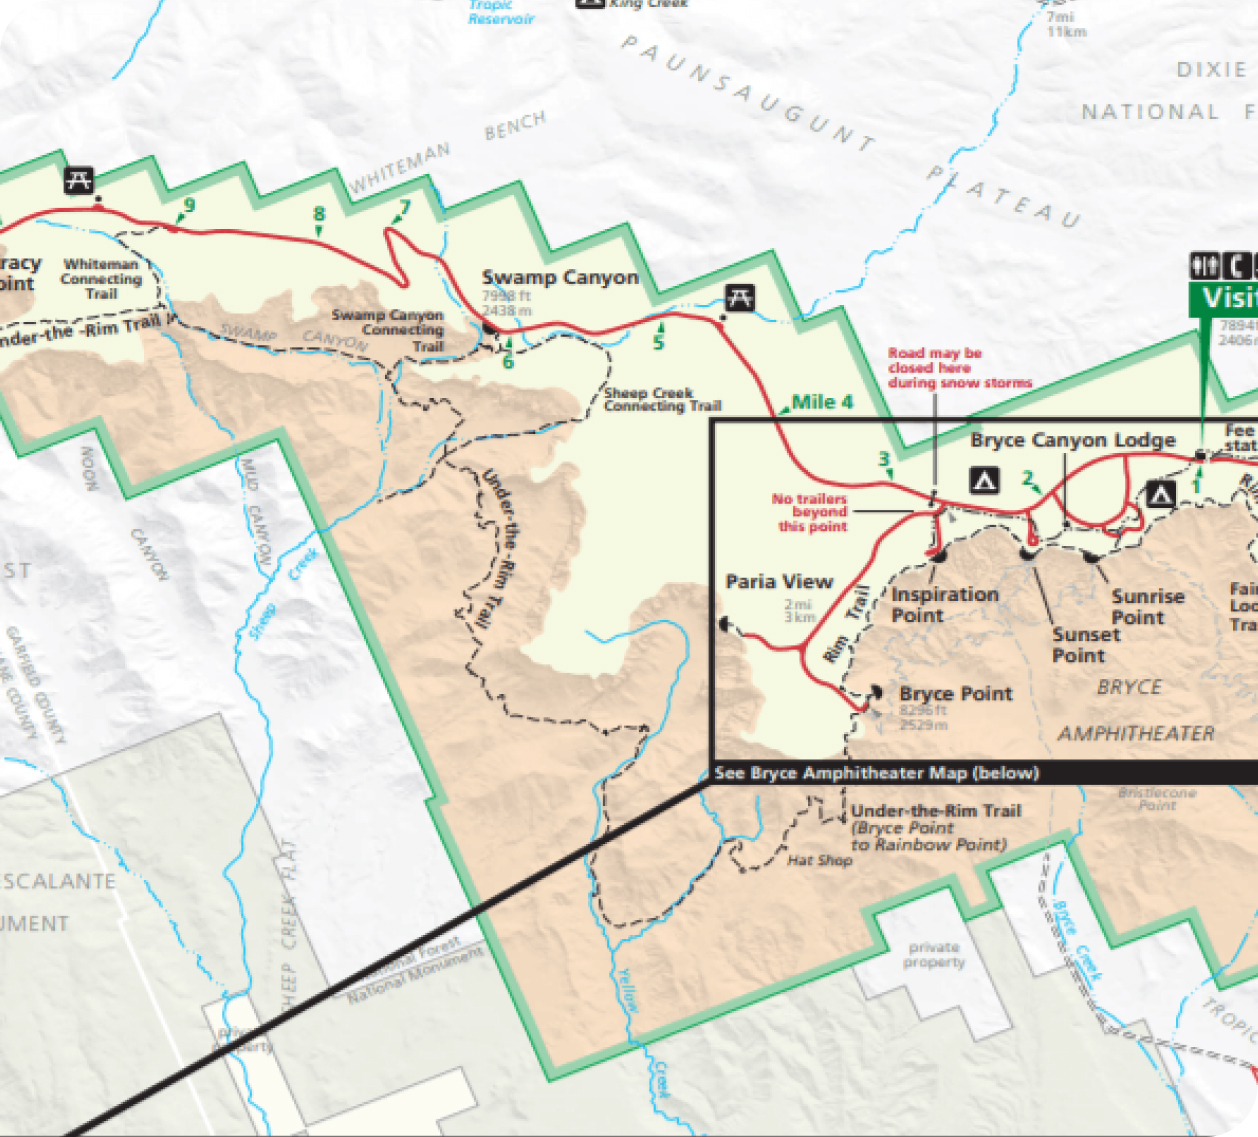 Tropic
Reservoir
King Creek
7mi
11km
PAUNSAUGUNT
PLATEAU
DIXIE
NATIONAL F
WHITEMAN
BENCH
9
8
7
Swamp Canyon
7998 ft
2438 m
racy
oint
Whiteman
Connecting
Trail
nder-the-Rim Trail
SWAMP CANYON
Swamp Canyon
Connecting
Trail
6
5
Mile 4
Sheep Creek
Connecting Trail
Road may be
closed here
during snow storms
Visit
7894
2406
Fee
stat
Bryce Canyon Lodge
3
2
1
Ri
No trailers
beyond
this point
Paria View
2mi
3km
Rim Trail
Inspiration
Point
Sunrise
Point
Sunset
Point
Fair
Loo
Tra
Bryce Point
8296ft
2529m
BRYCE
AMPHITHEATER
See Bryce Amphitheater Map (below)
Bristlecone
Point
Under-the-Rim Trail
(Bryce Point
to Rainbow Point)
Hat Shop
Under-the-Rim Trail
NOON
CANYON
MUD CANYON
Sheep Creek
ST
GARFIELD COUNTY
ANE COUNTY
SCALANTE
UMENT
SHEEP CREEK FLAT
National Forest
National Monument
private
property
private
property
Yellow
Creek
Bryce Creek
TROPIC